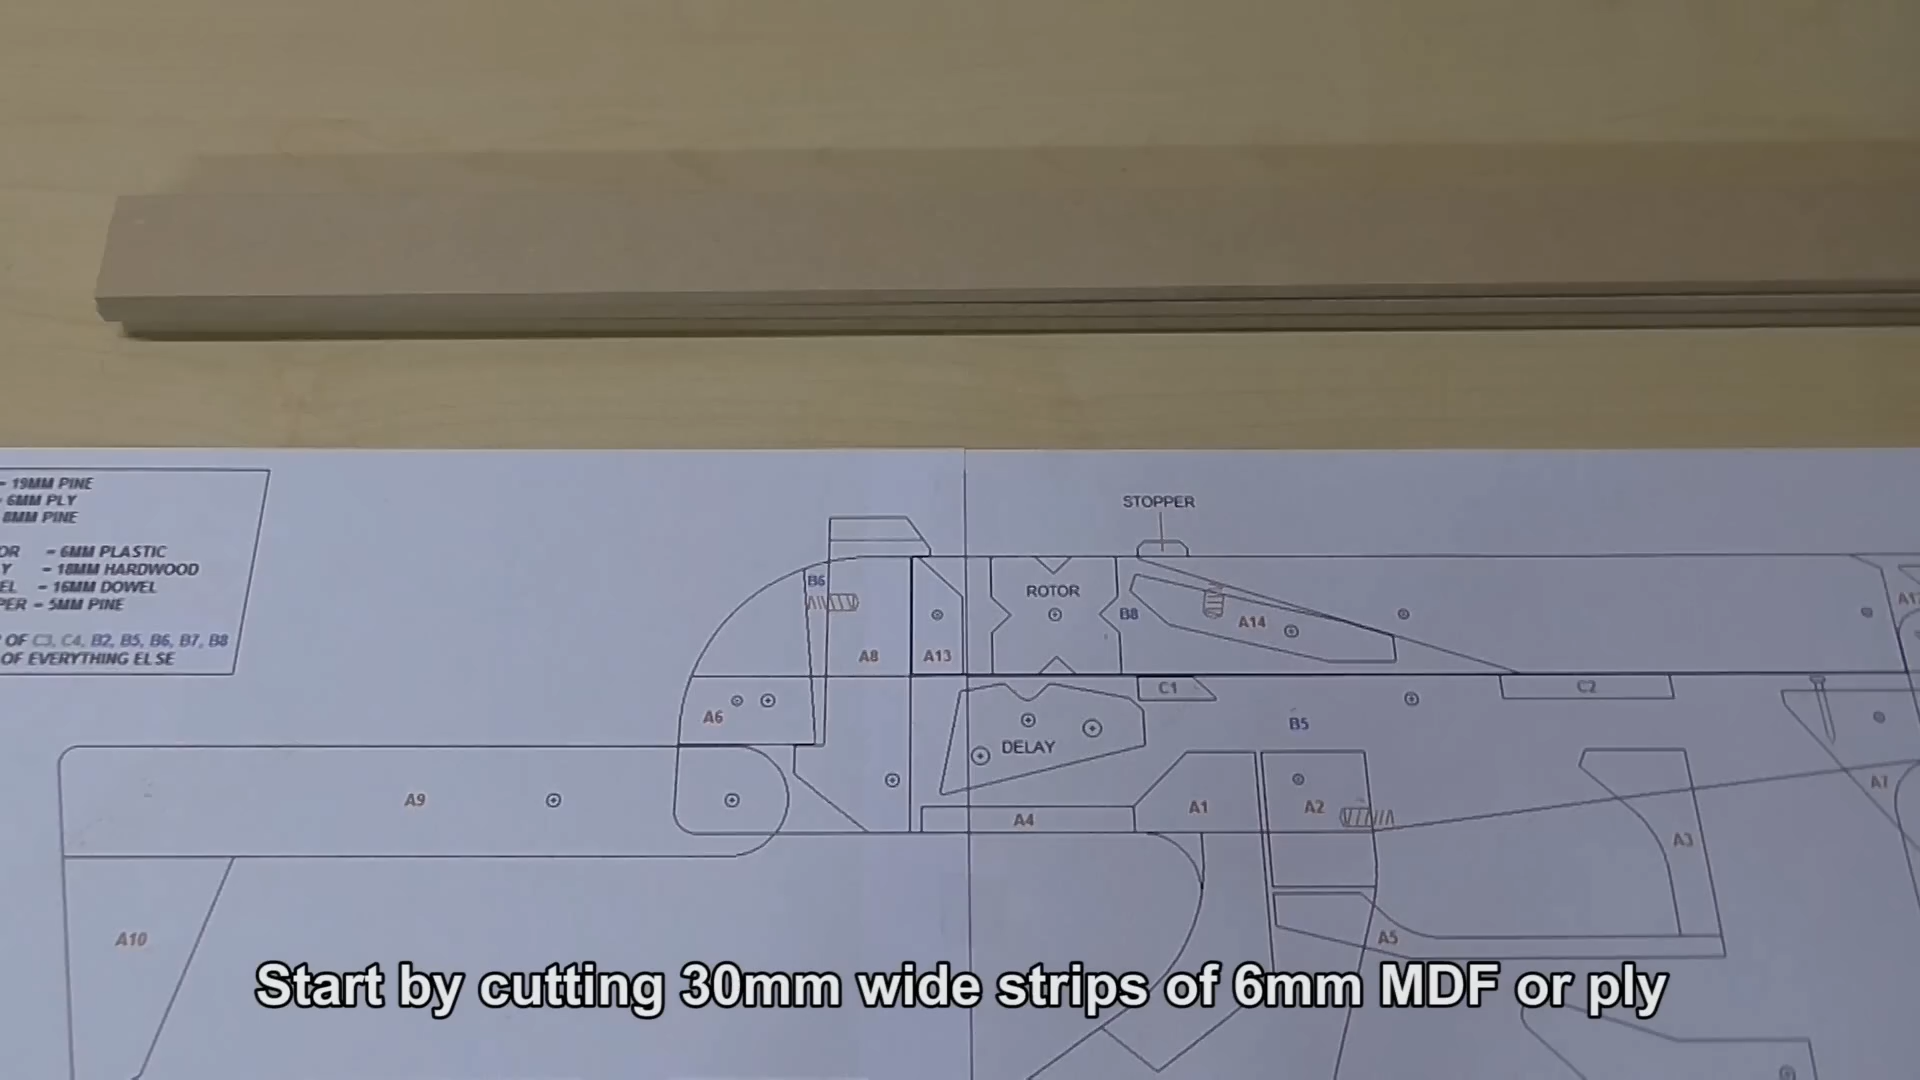 - 19MM PINE
- 6MM PLY
8MM PINE
OR - 6MM PLASTIC
Y - 18MM HARDWOOD
EL - 16MM DOWEL
PER - 5MM PINE
OF C3, C4, B2, B5, B6, B7, B8
OF EVERYTHING ELSE
STOPPER
B6
ROTOR
B8
A14
A17
A8
A13
C1
C2
A6
B5
DELAY
A9
A1
A2
A7
A4
A3
A10
A5
Start by cutting 30mm wide strips of 6mm MDF or ply